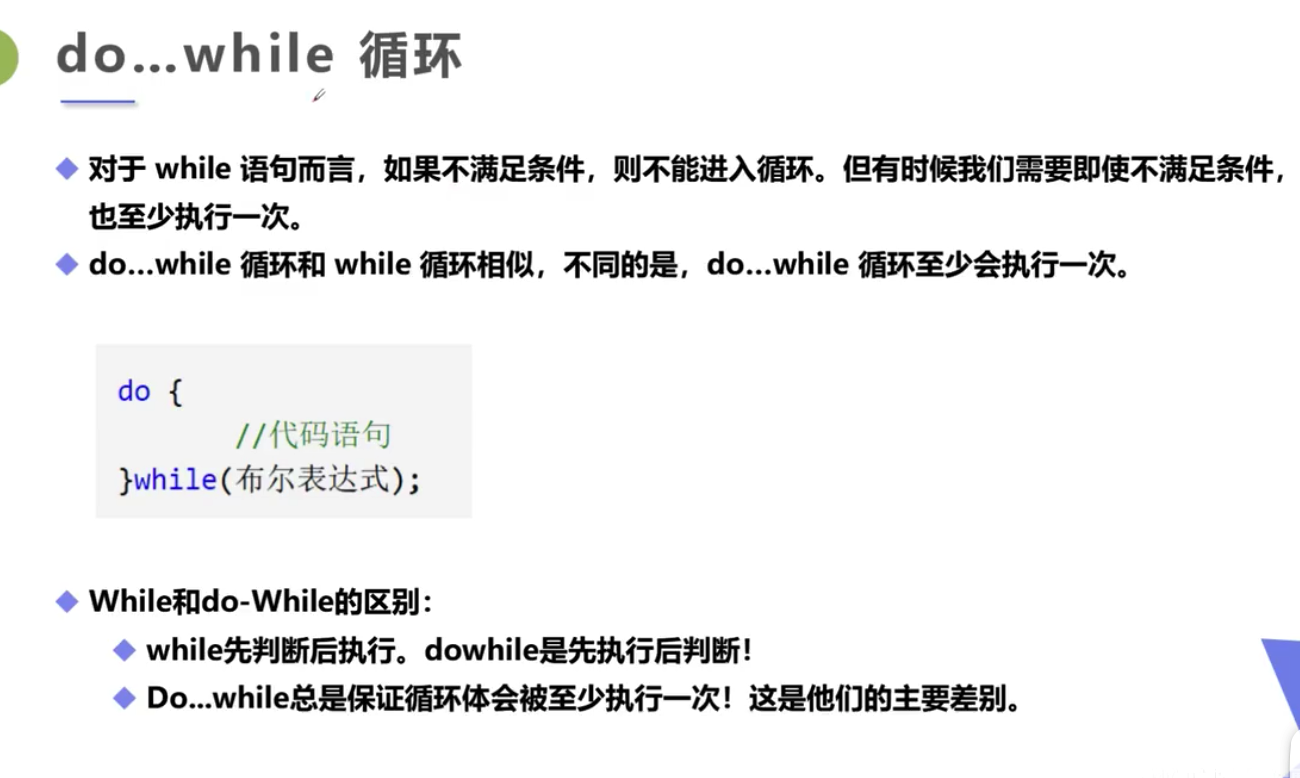 do...while 循环
对于 while 语句而言，如果不满足条件，则不能进入循环。但有时候我们需要即使不满足条件，
也至少执行一次。
do...while 循环和 while 循环相似，不同的是，do...while 循环至少会执行一次。
do {
//代码语句
}while(布尔表达式);
While和do-While的区别：
while先判断后执行。dowhile是先执行后判断！
Do...while总是保证循环体会被至少执行一次！这是他们的主要差别。